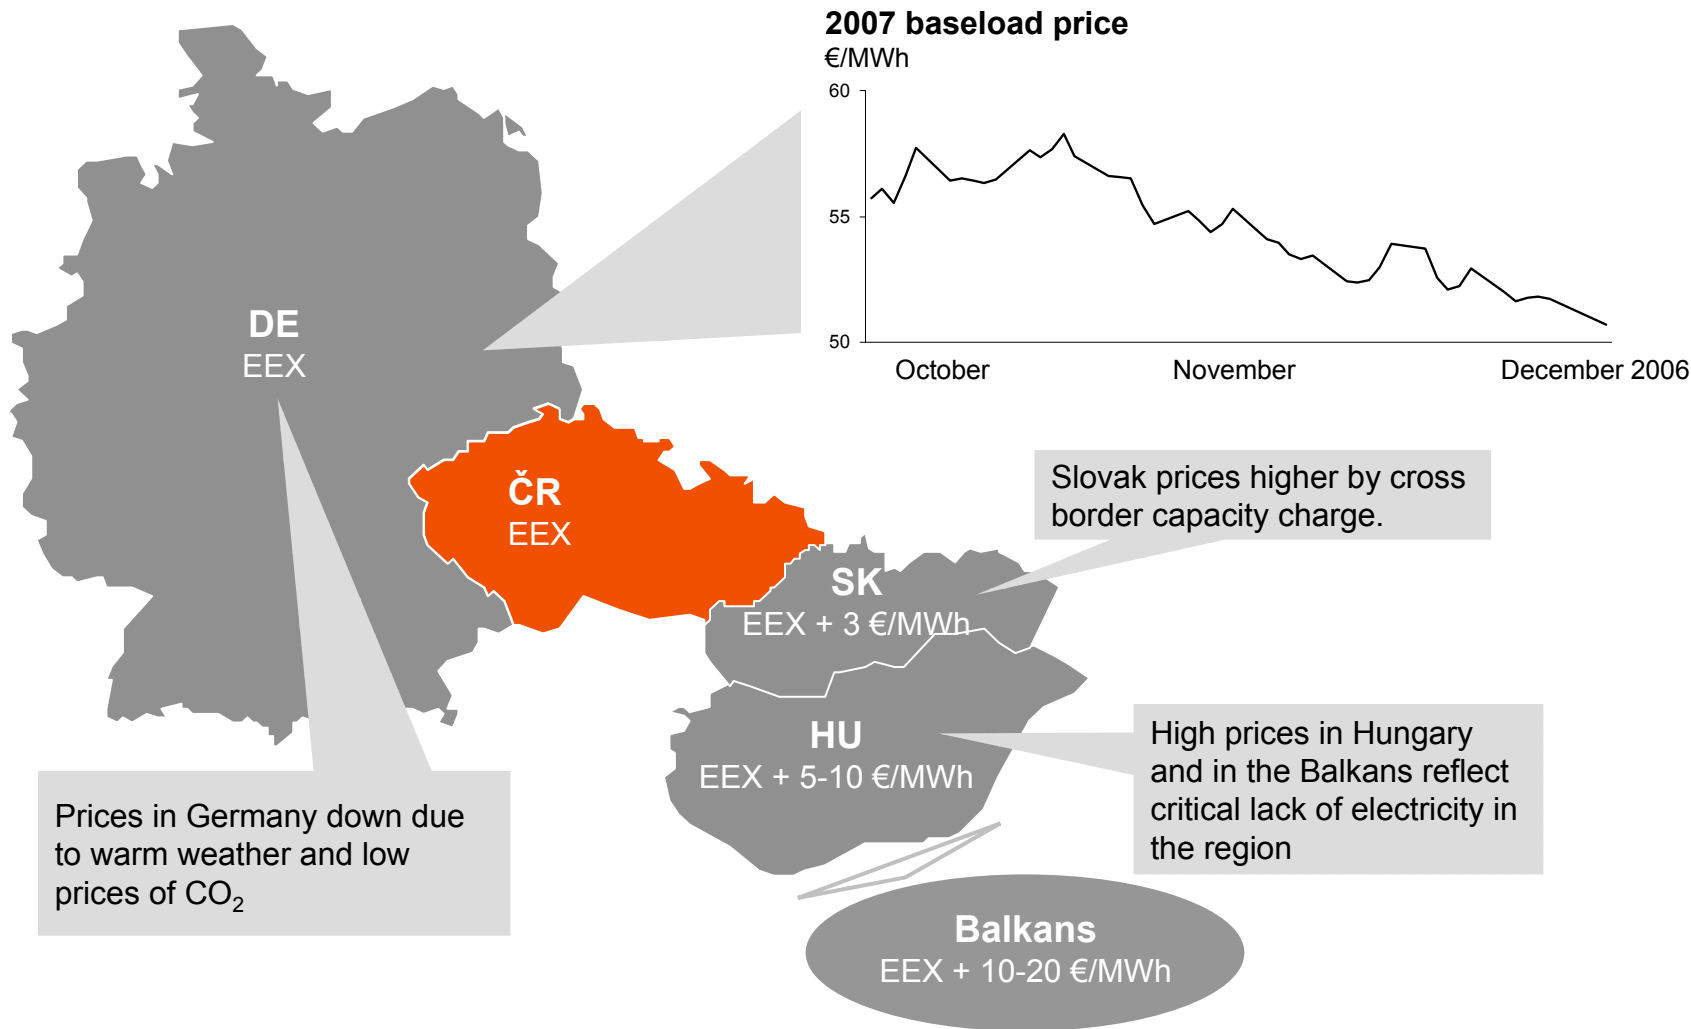 2007 baseload price
€/MWh
60
55
50
October
November
December 2006
DE
EEX
ČR
EEX
Slovak prices higher by cross
border capacity charge.
SK
EEX + 3 €/MWh
HU
EEX + 5-10 €/MWh
High prices in Hungary
and in the Balkans reflect
critical lack of electricity in
the region
Prices in Germany down due
to warm weather and low
prices of CO₂
Balkans
EEX + 10-20 €/MWh